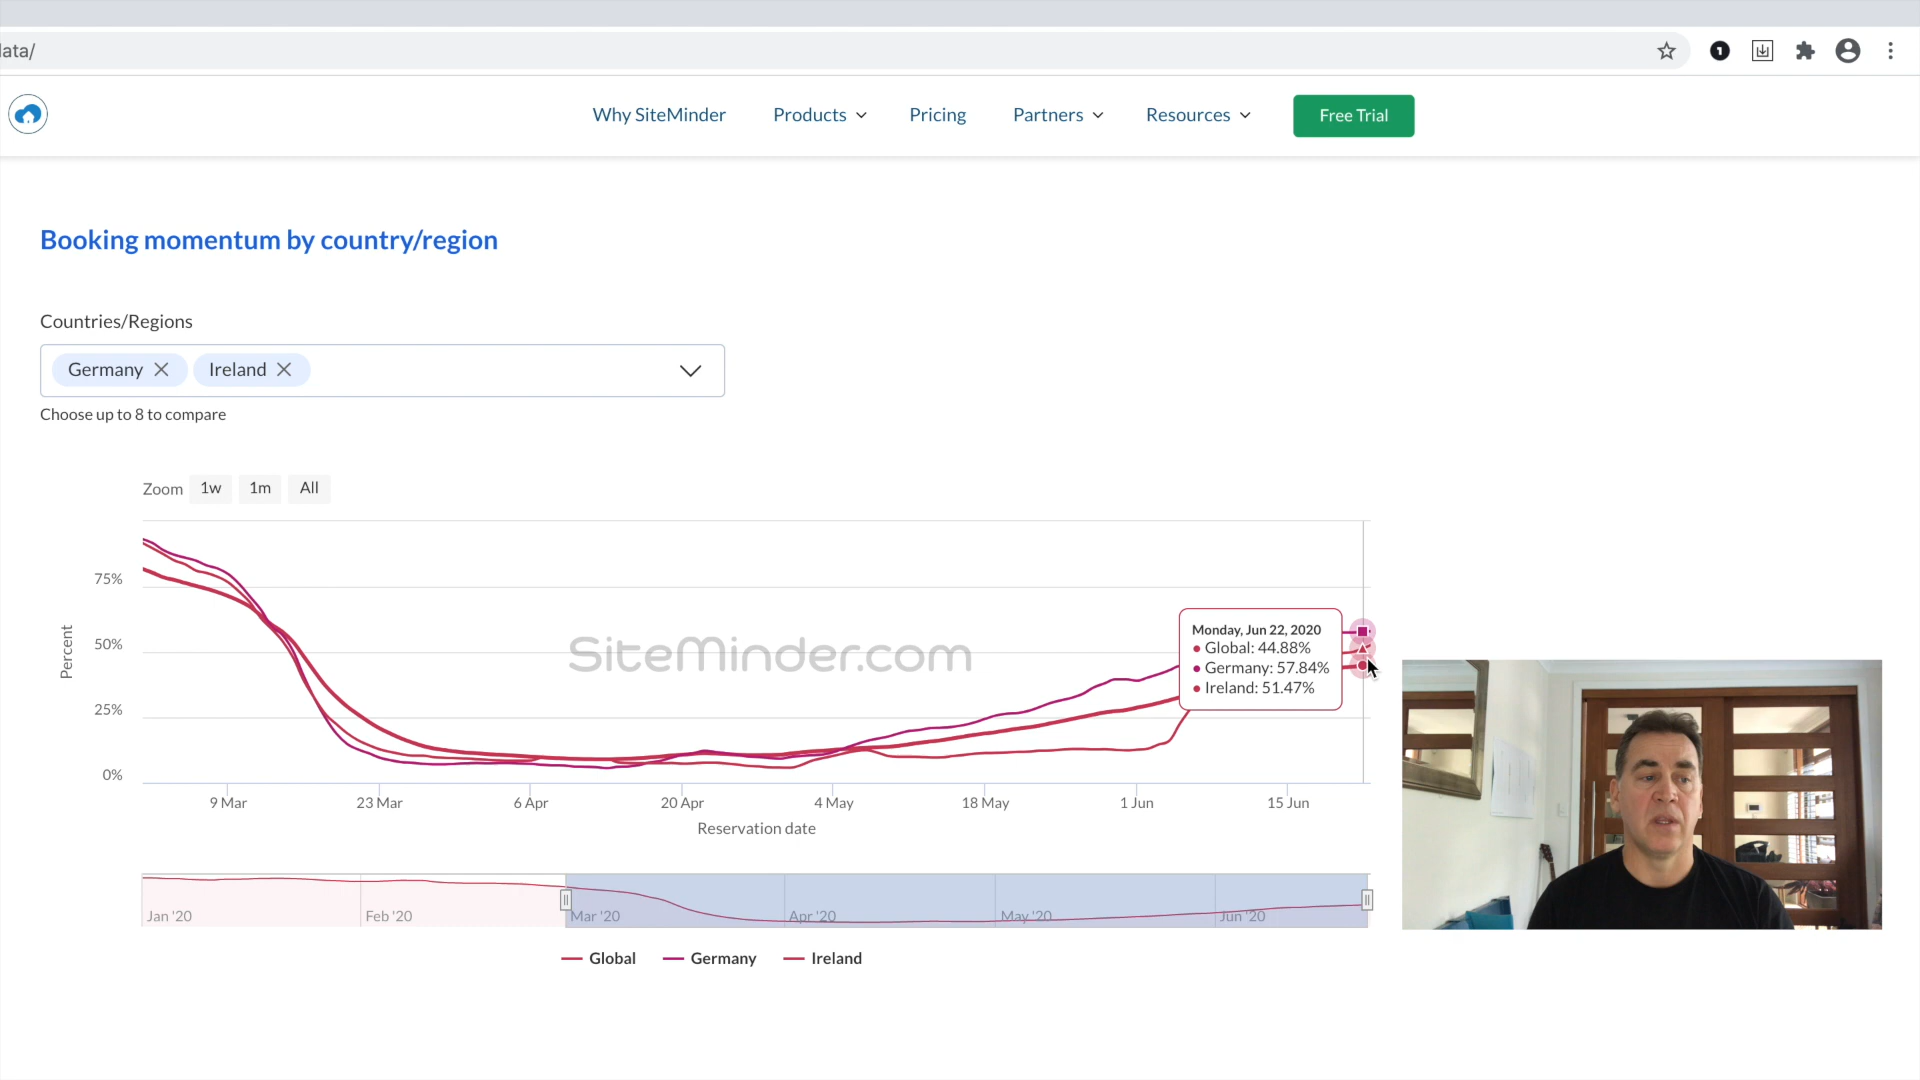 data/
1
Why SiteMinder Products Pricing Partners Resources Free Trial
Booking momentum by country/region
Countries/Regions
Germany Ireland
Choose up to 8 to compare
Zoom 1w 1m All
75%
50%
25%
0%
Percent
SiteMinder.com
Monday, Jun 22, 2020
Global: 44.88%
Germany: 57.84%
Ireland: 51.47%
9 Mar 23 Mar 6 Apr 20 Apr 4 May 18 May 1 Jun 15 Jun
Reservation date
Jan '20 Feb '20 Mar '20 Apr '20 May '20 Jun '20
Global Germany Ireland